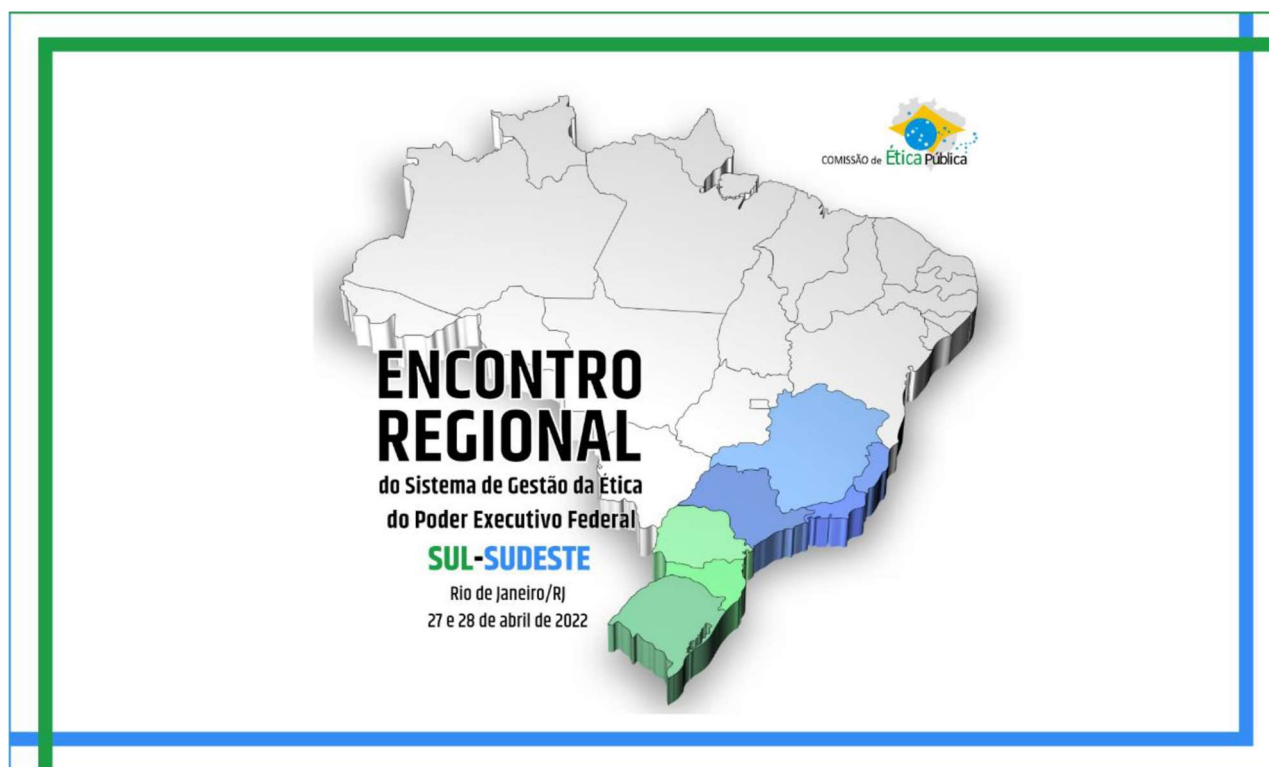 COMISSÃO de Ética Pública
ENCONTRO
REGIONAL
do Sistema de Gestão da Ética
do Poder Executivo Federal
SUL-SUDESTE
Rio de Janeiro/RJ
27 e 28 de abril de 2022